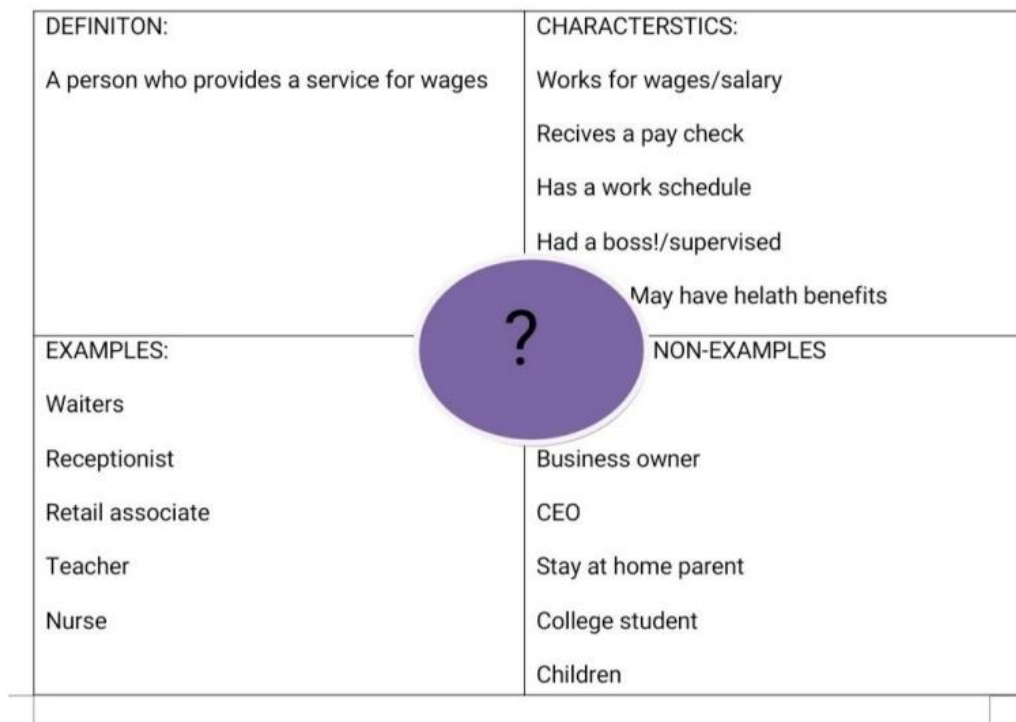 DEFINITON:
A person who provides a service for wages
CHARACTERSTICS:
Works for wages/salary
Recives a pay check
Has a work schedule
Had a boss!/supervised
May have helath benefits
?
EXAMPLES:
Waiters
Receptionist
Retail associate
Teacher
Nurse
NON-EXAMPLES
Business owner
CEO
Stay at home parent
College student
Children